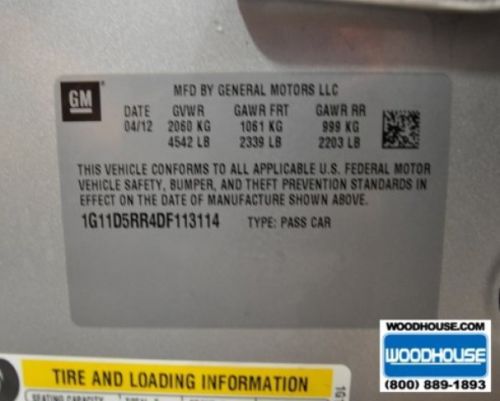 GM
MFD BY GENERAL MOTORS LLC
DATE GVWR GAWR FRT GAWR RR
04/12 2060 KG 1061 KG 999 KG
4542 LB 2339 LB 2203 LB
THIS VEHICLE CONFORMS TO ALL APPLICABLE U.S. FEDERAL MOTOR
VEHICLE SAFETY, BUMPER, AND THEFT PREVENTION STANDARDS IN
EFFECT ON THE DATE OF MANUFACTURE SHOWN ABOVE.
1G11D5RR4DF113114 TYPE: PASS CAR
WOODHOUSE.COM
WOODHOUSE
(800) 889-1893
TIRE AND LOADING INFORMATION
SEATING CAPACITY